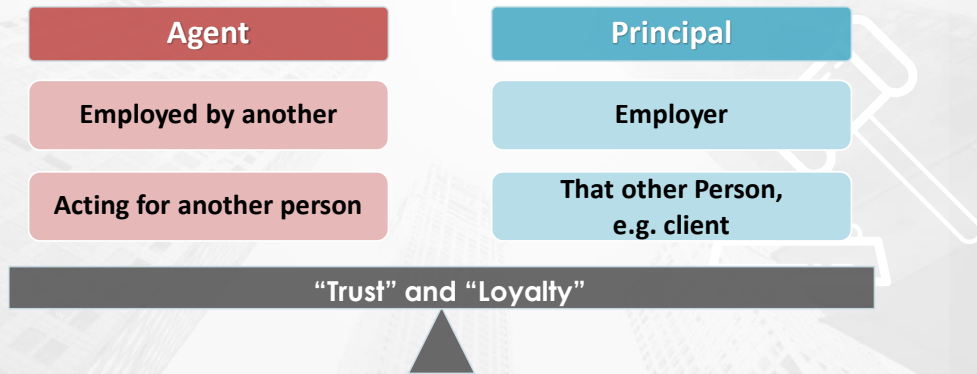 Agent
Principal
Employed by another
Employer
Acting for another person
That other Person,
e.g. client
“Trust” and “Loyalty”